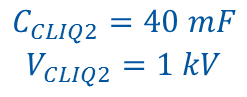 C_CLIQ2 = 40 mF
V_CLIQ2 = 1 kV